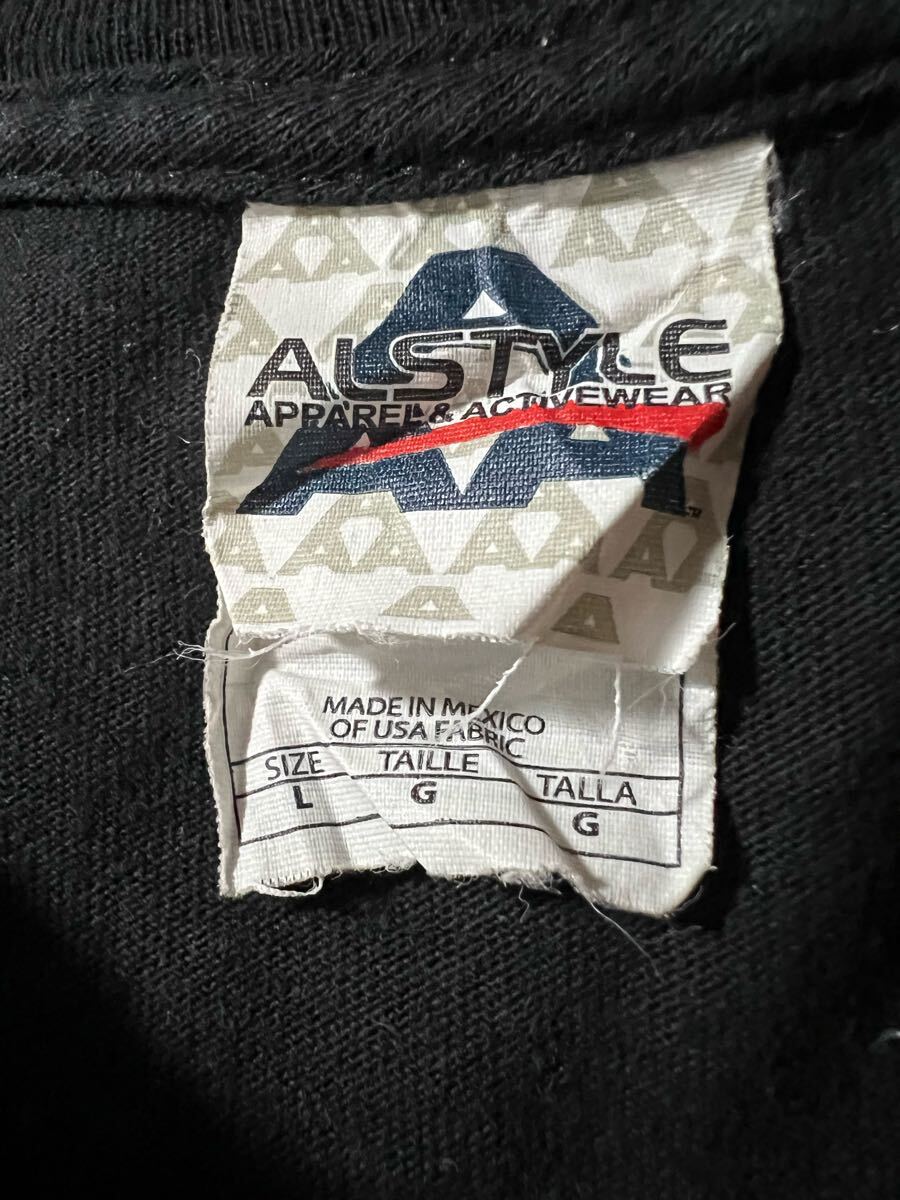 ALSTYLE
APPAREL & ACTIVEWEAR
MADE IN MEXICO
OF USA FABRIC
SIZE TAILLE TALLA
L G G